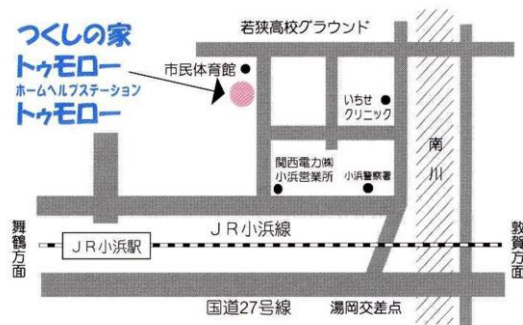 つくしの家
トゥモロー
ホームヘルプステーション
トゥモロー
若狭高校グラウンド
市民体育館
いちせ
クリニック
関西電力㈱
小浜営業所
小浜警察署
南川
舞鶴方面
JR小浜線
JR小浜駅
敦賀方面
国道27号線
湯岡交差点